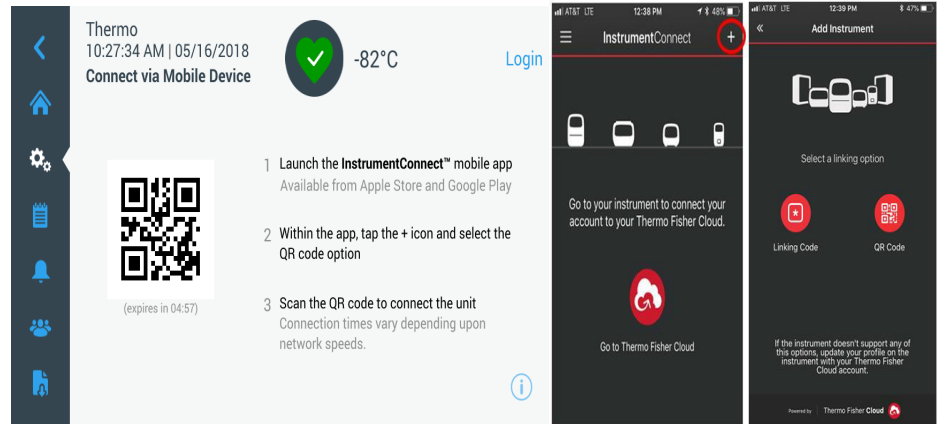 Thermo
10:27:34 AM | 05/16/2018
Connect via Mobile Device
-82°C
Login
(expires in 04:57)
1 Launch the InstrumentConnect™ mobile app
Available from Apple Store and Google Play
2 Within the app, tap the + icon and select the
QR code option
3 Scan the QR code to connect the unit
Connection times vary depending upon
network speeds.
AT&T LTE 12:38 PM 48%
InstrumentConnect +
Go to your instrument to connect your
account to your Thermo Fisher Cloud.
Go to Thermo Fisher Cloud
AT&T LTE 12:39 PM 47%
Add Instrument
Select a linking option
Linking Code QR Code
If the instrument doesn't support any of
this options, update your profile on the
instrument with your Thermo Fisher
Cloud account.
Powered by Thermo Fisher Cloud